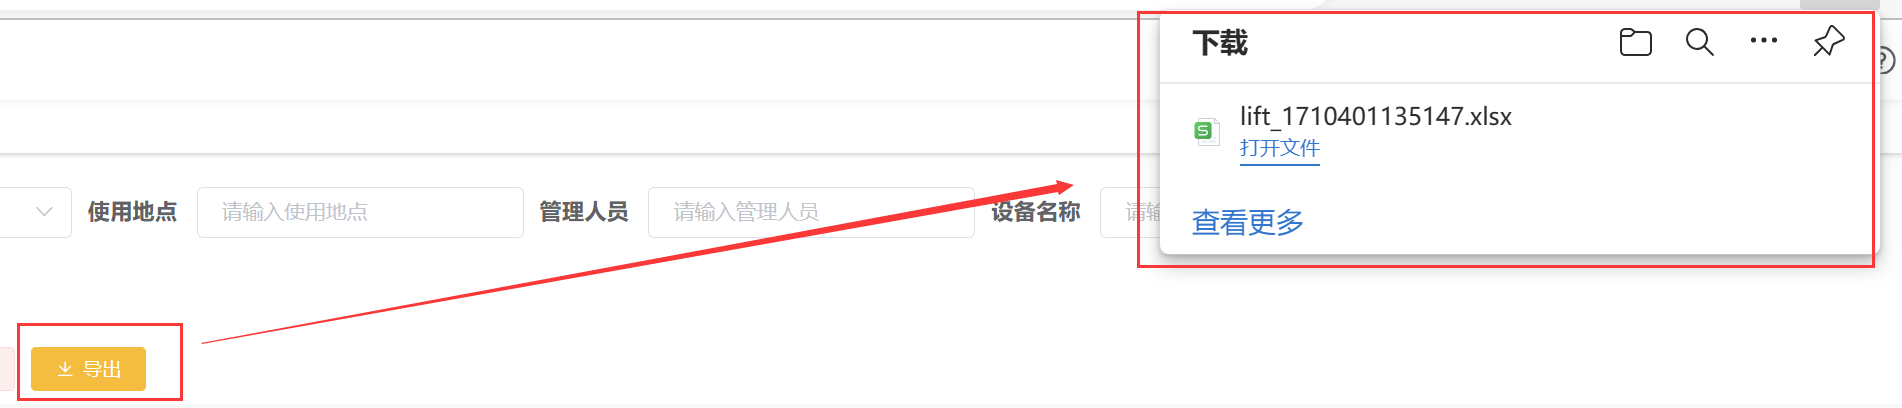 下载
lift_1710401135147.xlsx
打开文件
查看更多
使用地点 请输入使用地点 管理人员 请输入管理人员 设备名称 请输
导出